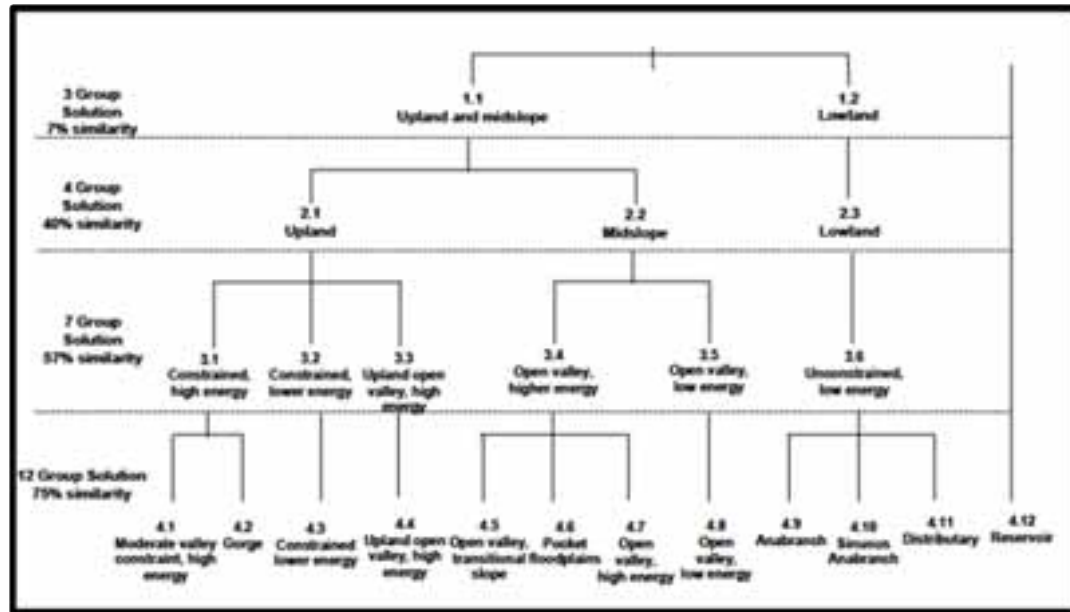 3 Group
Solution
7% similarity
1.1
Upland and midslope
1.2
Lowland
4 Group
Solution
40% similarity
2.1
Upland
2.2
Midslope
2.3
Lowland
7 Group
Solution
57% similarity
3.1
Constrained,
high energy
3.2
Constrained,
lower energy
3.3
Upland open
valley, high
energy
3.4
Open valley,
higher energy
3.5
Open valley,
low energy
3.6
Unconstrained,
low energy
12 Group Solution
75% similarity
4.1
Moderate valley
constraint, high
energy
4.2
Gorge
4.3
Constrained
lower energy
4.4
Upland open
valley, high
energy
4.5
Open valley,
transitional
slope
4.6
Pocket
floodplains
4.7
Open
valley,
high energy
4.8
Open
valley,
low energy
4.9
Anabranch
4.10
Anabranch
4.11
Distributary
4.12
Reservoir